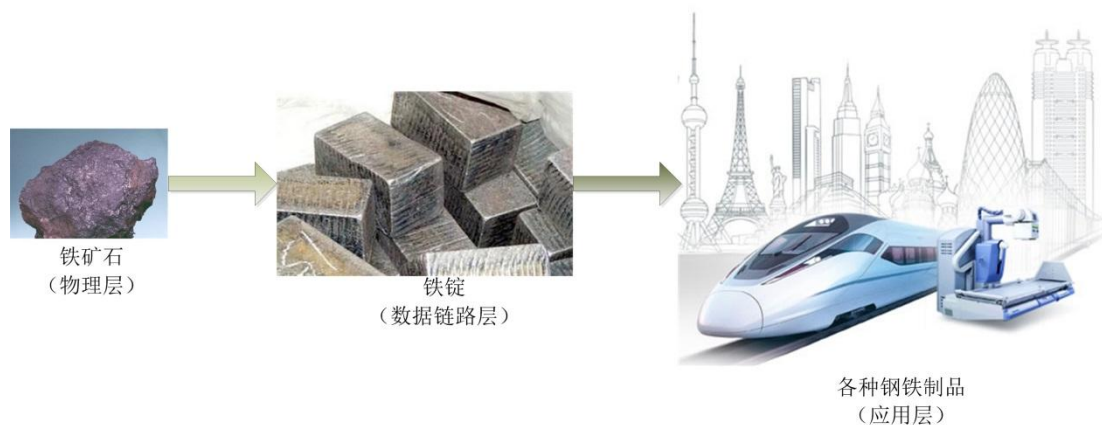 铁矿石
（物理层）
铁锭
（数据链路层）
各种钢铁制品
（应用层）